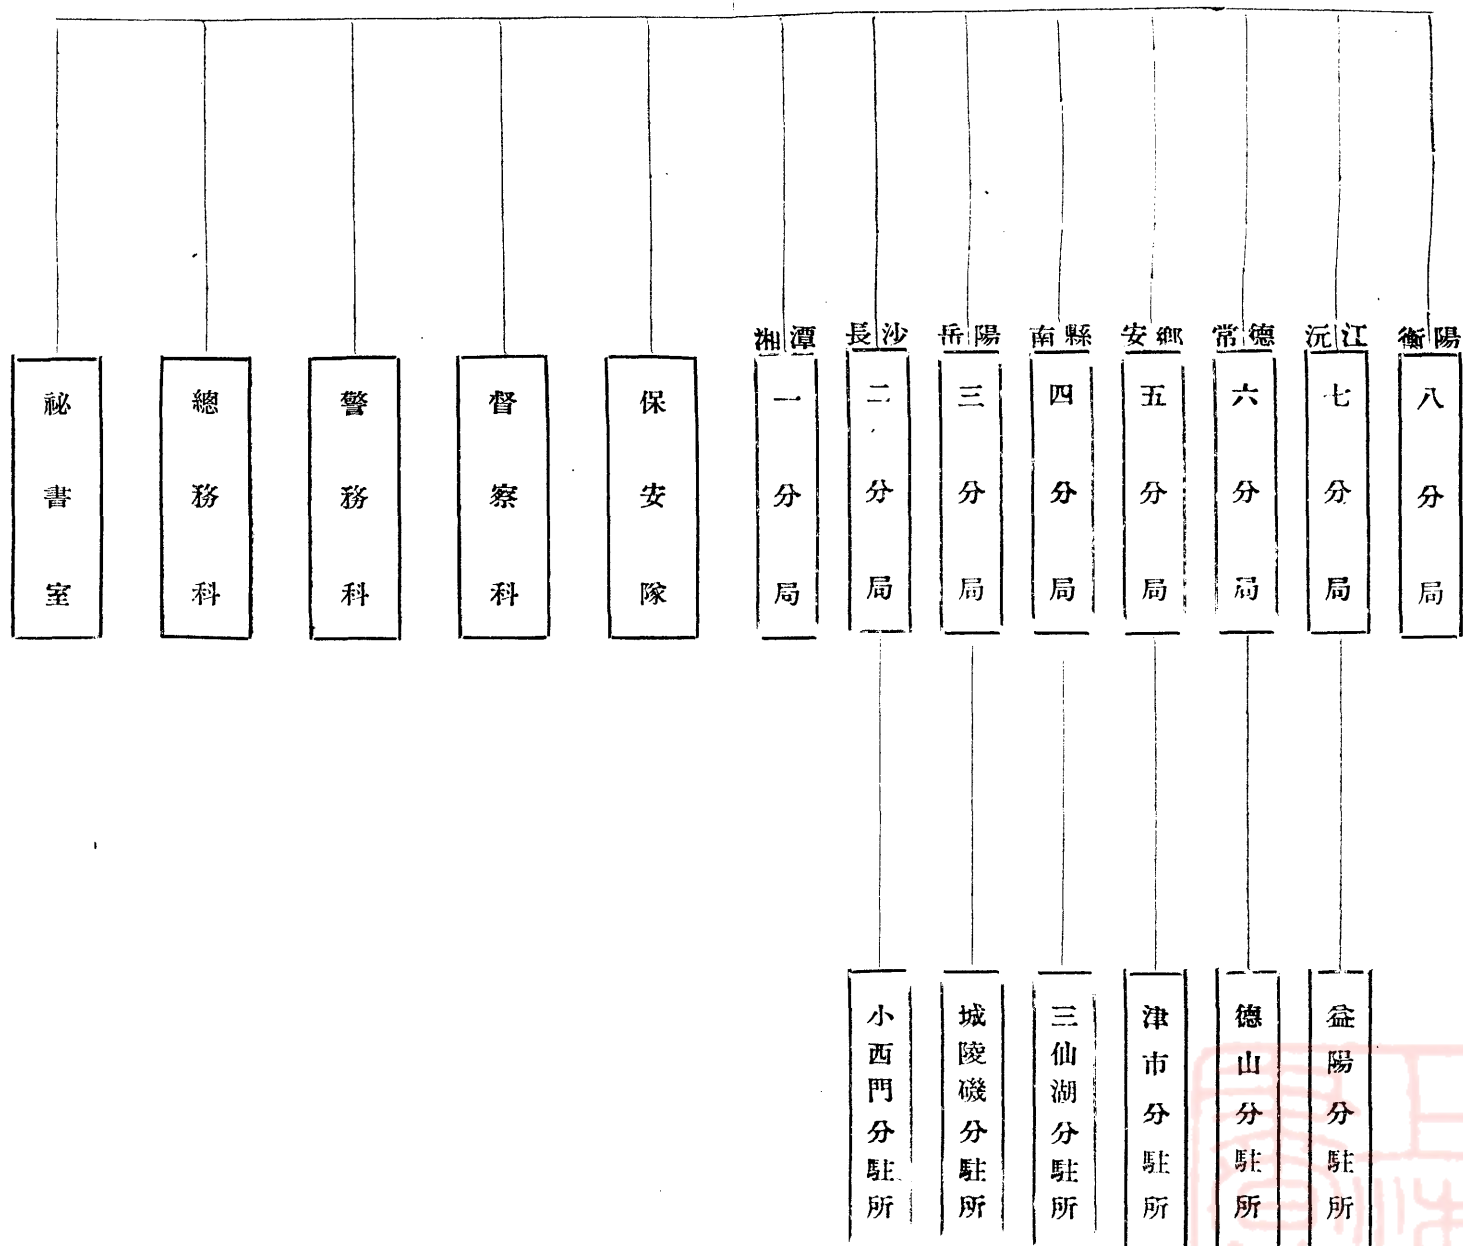 祕書室
總務科
警務科
督察科
保安隊
湘潭
一分局
長沙
二分局
岳陽
三分局
南縣
四分局
安鄉
五分局
常德
六分局
沅江
七分局
衡陽
八分局
小西門分駐所
城陵磯分駐所
三仙湖分駐所
津市分駐所
德山分駐所
益陽分駐所